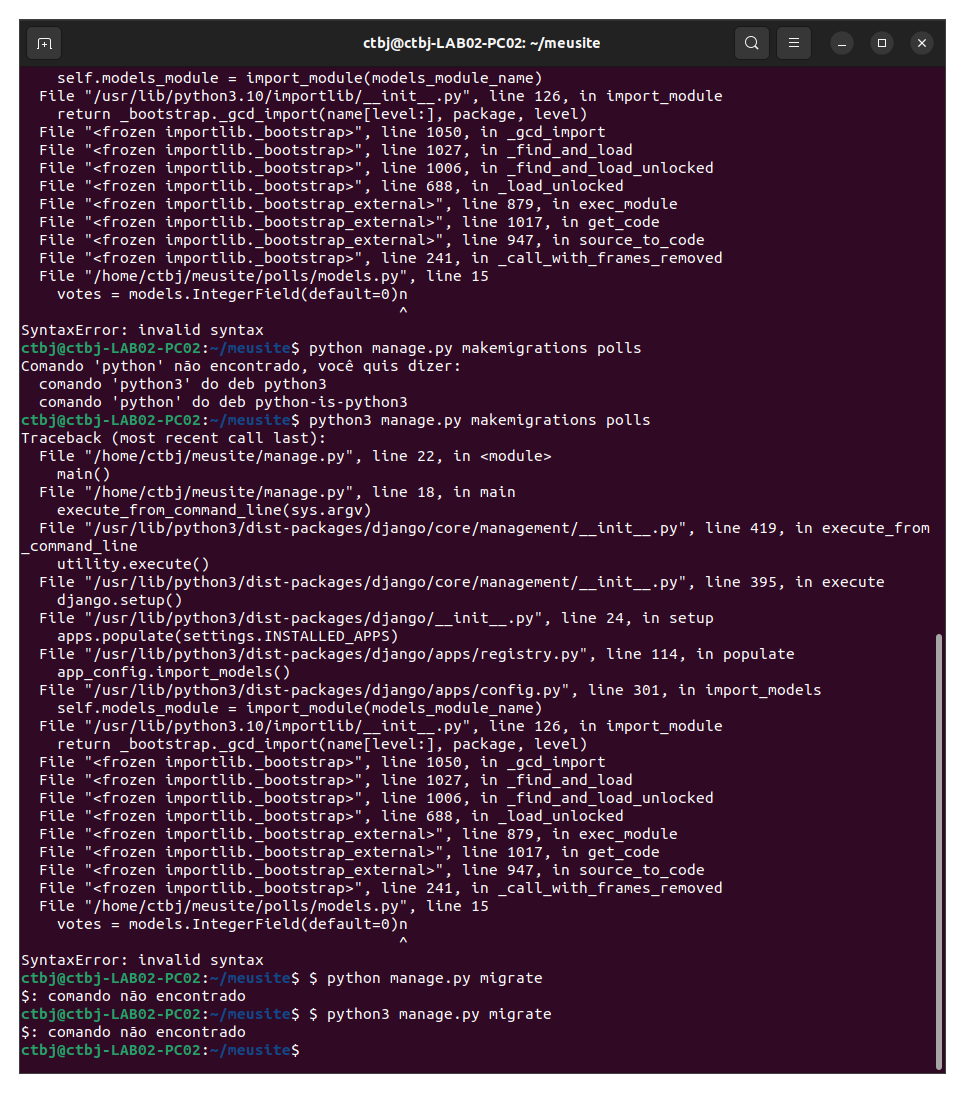 ctbj@ctbj-LAB02-PC02: ~/meusite
    self.models_module = import_module(models_module_name)
  File "/usr/lib/python3.10/importlib/__init__.py", line 126, in import_module
    return _bootstrap._gcd_import(name[level:], package, level)
  File "<frozen importlib._bootstrap>", line 1050, in _gcd_import
  File "<frozen importlib._bootstrap>", line 1027, in _find_and_load
  File "<frozen importlib._bootstrap>", line 1006, in _find_and_load_unlocked
  File "<frozen importlib._bootstrap>", line 688, in _load_unlocked
  File "<frozen importlib._bootstrap_external>", line 879, in exec_module
  File "<frozen importlib._bootstrap_external>", line 1017, in get_code
  File "<frozen importlib._bootstrap_external>", line 947, in source_to_code
  File "<frozen importlib._bootstrap>", line 241, in _call_with_frames_removed
  File "/home/ctbj/meusite/polls/models.py", line 15
    votes = models.IntegerField(default=0)n
                                          ^
SyntaxError: invalid syntax
ctbj@ctbj-LAB02-PC02:~/meusite$ python manage.py makemigrations polls
Comando 'python' não encontrado, você quis dizer:
  comando 'python3' do deb python3
  comando 'python' do deb python-is-python3
ctbj@ctbj-LAB02-PC02:~/meusite$ python3 manage.py makemigrations polls
Traceback (most recent call last):
  File "/home/ctbj/meusite/manage.py", line 22, in <module>
    main()
  File "/home/ctbj/meusite/manage.py", line 18, in main
    execute_from_command_line(sys.argv)
  File "/usr/lib/python3/dist-packages/django/core/management/__init__.py", line 419, in execute_from
_command_line
    utility.execute()
  File "/usr/lib/python3/dist-packages/django/core/management/__init__.py", line 395, in execute
    django.setup()
  File "/usr/lib/python3/dist-packages/django/__init__.py", line 24, in setup
    apps.populate(settings.INSTALLED_APPS)
  File "/usr/lib/python3/dist-packages/django/apps/registry.py", line 114, in populate
    app_config.import_models()
  File "/usr/lib/python3/dist-packages/django/apps/config.py", line 301, in import_models
    self.models_module = import_module(models_module_name)
  File "/usr/lib/python3.10/importlib/__init__.py", line 126, in import_module
    return _bootstrap._gcd_import(name[level:], package, level)
  File "<frozen importlib._bootstrap>", line 1050, in _gcd_import
  File "<frozen importlib._bootstrap>", line 1027, in _find_and_load
  File "<frozen importlib._bootstrap>", line 1006, in _find_and_load_unlocked
  File "<frozen importlib._bootstrap>", line 688, in _load_unlocked
  File "<frozen importlib._bootstrap_external>", line 879, in exec_module
  File "<frozen importlib._bootstrap_external>", line 1017, in get_code
  File "<frozen importlib._bootstrap_external>", line 947, in source_to_code
  File "<frozen importlib._bootstrap>", line 241, in _call_with_frames_removed
  File "/home/ctbj/meusite/polls/models.py", line 15
    votes = models.IntegerField(default=0)n
                                          ^
SyntaxError: invalid syntax
ctbj@ctbj-LAB02-PC02:~/meusite$ $ python manage.py migrate
$: comando não encontrado
ctbj@ctbj-LAB02-PC02:~/meusite$ $ python3 manage.py migrate
$: comando não encontrado
ctbj@ctbj-LAB02-PC02:~/meusite$